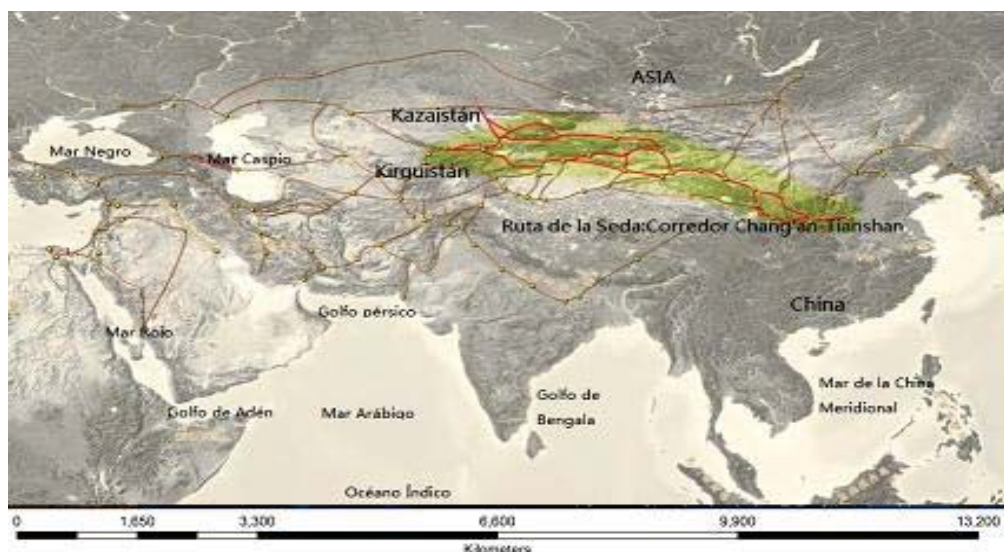 ASIA
Kazaistán
Mar Negro
Mar Caspio
Kirguistán
Ruta de la Seda:Corredor Chang'an-Tianshan
China
Golfo pérsico
Mar Rojo
Mar de la China
Meridional
Golfo de
Bengala
Golfo de Adén
Mar Arábigo
Océano Índico
0 1,650 3,300 6,600 9,900 13,200
Kilometers